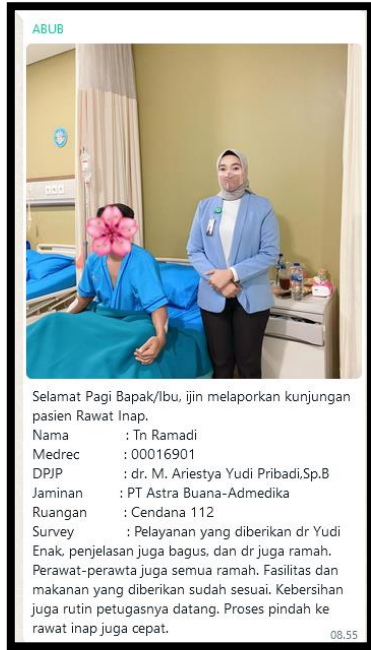 ABUB
Selamat Pagi Bapak/Ibu, ijin melaporkan kunjungan
pasien Rawat Inap.
Nama : Tn Ramadi
Medrec : 00016901
DPJP : dr. M. Ariestya Yudi Pribadi,Sp.B
Jaminan : PT Astra Buana-Admedika
Ruangan : Cendana 112
Survey : Pelayanan yang diberikan dr Yudi
Enak, penjelasan juga bagus, dan dr juga ramah.
Perawat-perawta juga semua ramah. Fasilitas dan
makanan yang diberikan sudah sesuai. Kebersihan
juga rutin petugasnya datang. Proses pindah ke
rawat inap juga cepat.
08.55